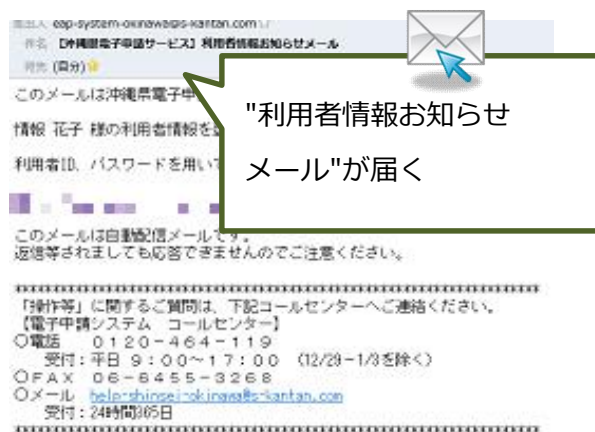 差出人 eap-system-okinawa@s-kantan.com
件名 【沖縄県電子申請サービス】利用者情報お知らせメール
宛先 (自分)
このメールは沖縄県電子申
情報 花子 様の利用者情報を
利用者ID、パスワードを用いて
"利用者情報お知らせ
メール"が届く
このメールは自動配信メールです。
返信等されましても応答できませんのでご注意ください。
「操作等」に関するご質問は、下記コールセンターへご連絡ください。
【電子申請システム コールセンター】
○電話 0120-464-119
受付：平日 9：00～17：00 (12/29-1/3を除く)
○FAX 06-6455-3268
○メール help-shinsei-okinawa@s-kantan.com
受付：24時間365日